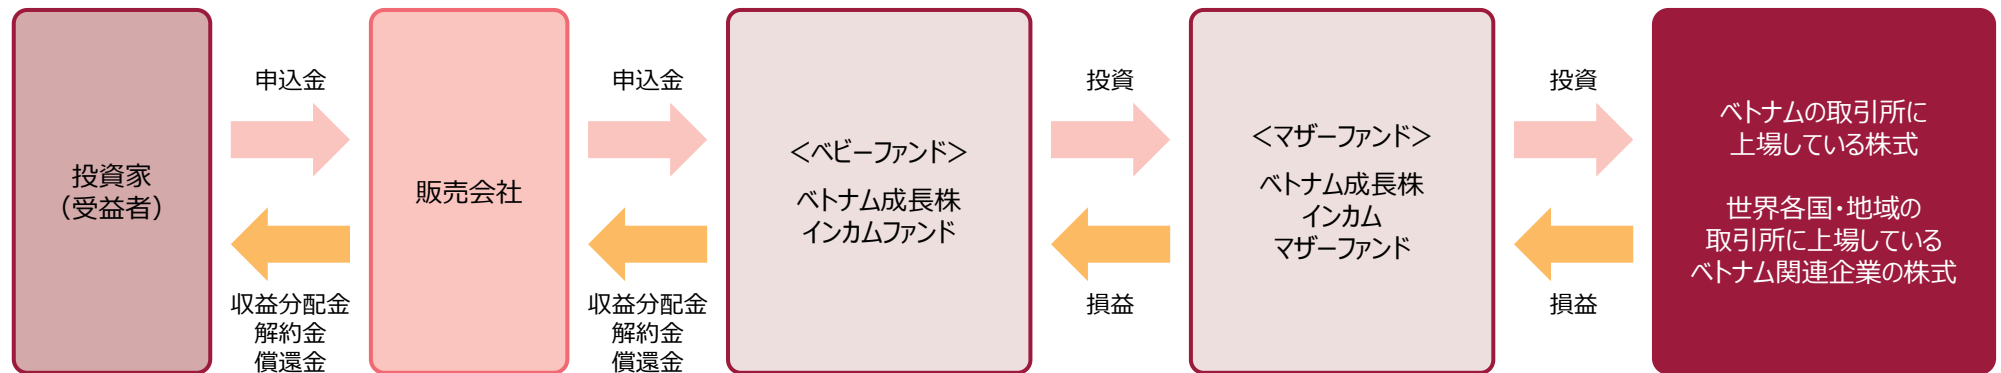 投資家
（受益者）
申込金
収益分配金
解約金
償還金
販売会社
申込金
収益分配金
解約金
償還金
＜ベビーファンド＞
ベトナム成長株
インカムファンド
投資
損益
＜マザーファンド＞
ベトナム成長株
インカム
マザーファンド
投資
損益
ベトナムの取引所に
上場している株式
世界各国・地域の
取引所に上場している
ベトナム関連企業の株式